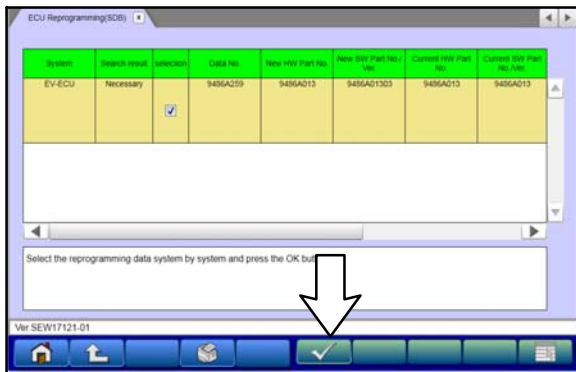 ECU Reprogramming(SDB) x
System Search result selection Data No. New HW Part No. New SW Part No./Ver. Current HW Part No. Current SW Part No./Ver.
EV-ECU Necessary 9486A259 9486A013 9486A01303 9486A013 9486A013
Select the reprogramming data system by system and press the OK but
Ver.SEW17121-01